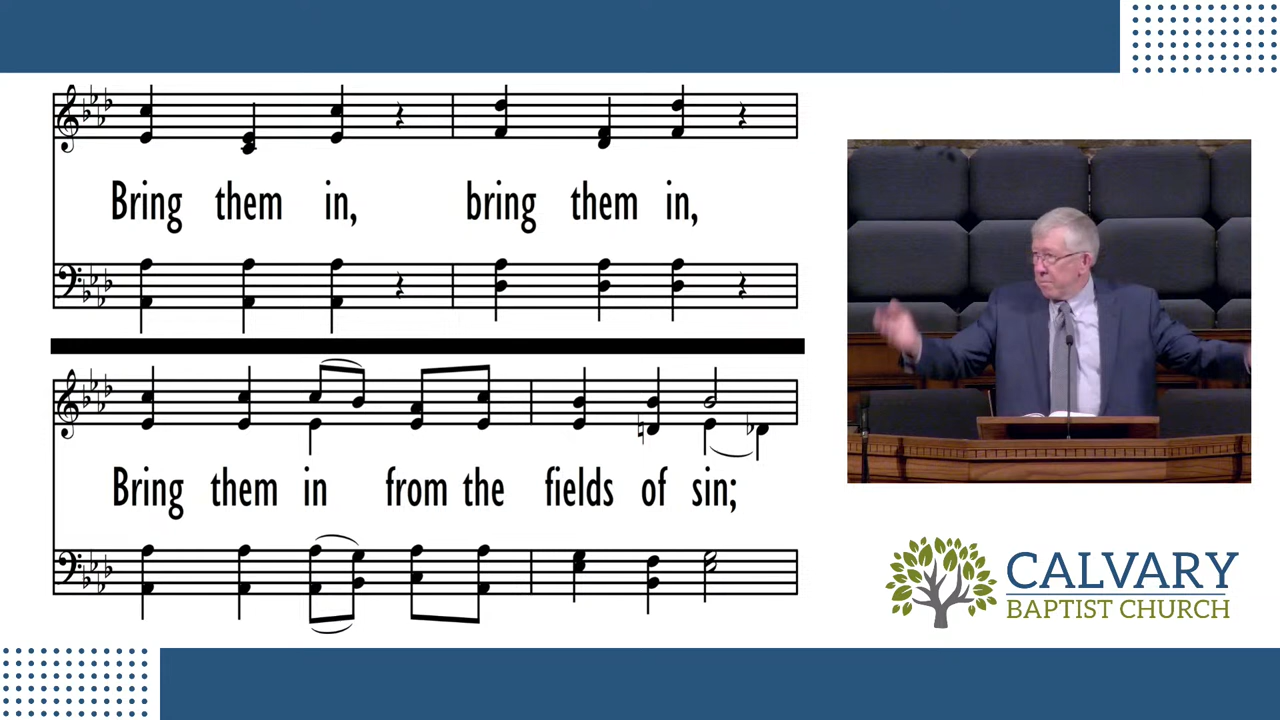 Bring them in, bring them in,
Bring them in from the fields of sin;
CALVARY
BAPTIST CHURCH